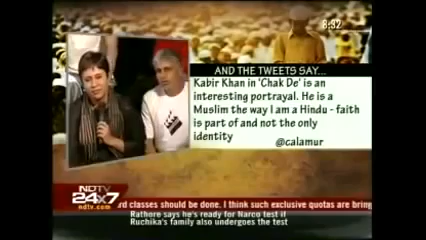 8:32
AND THE TWEETS SAY...
Kabir Khan in 'Chak De' is an
interesting portrayal. He is a
Muslim the way I am a Hindu - faith
is part of and not the only
identity
@calamur
NDTV
24x7
ndtv.com
rd classes should be done. I think such exclusive quotas are bring
Rathore says he's ready for Narco test if
Ruchika's family also undergoes the test